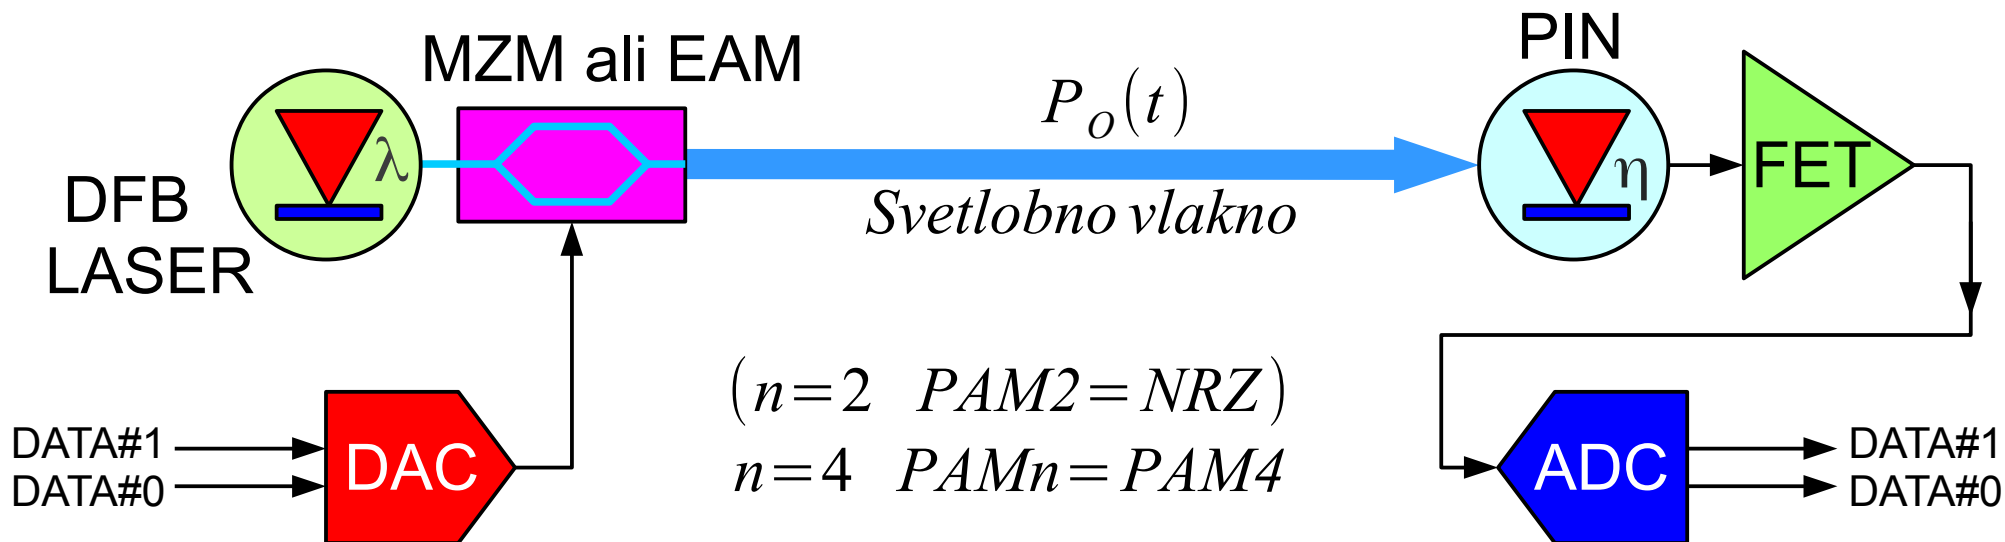 MZM ali EAM
PIN
P_O(t)
λ
η
FET
DFB
LASER
Svetlobno vlakno
(n=2 PAM2=NRZ)
n=4 PAMn=PAM4
DATA#1
DATA#0
DAC
ADC
DATA#1
DATA#0